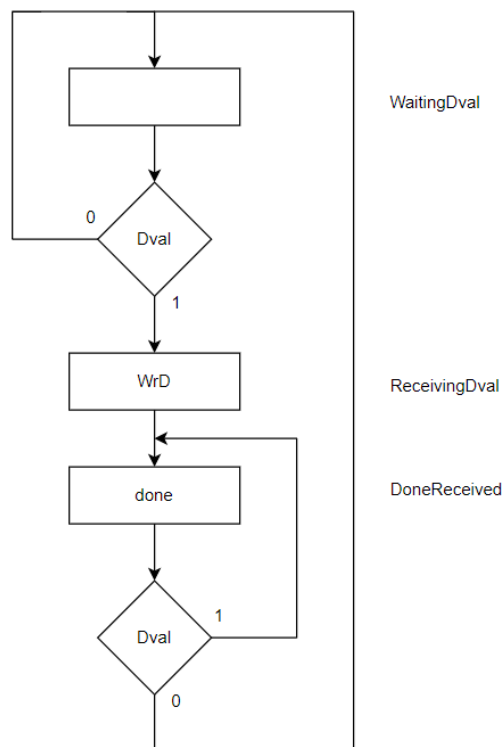 WaitingDval
0
Dval
1
WrD
ReceivingDval
done
DoneReceived
1
Dval
0